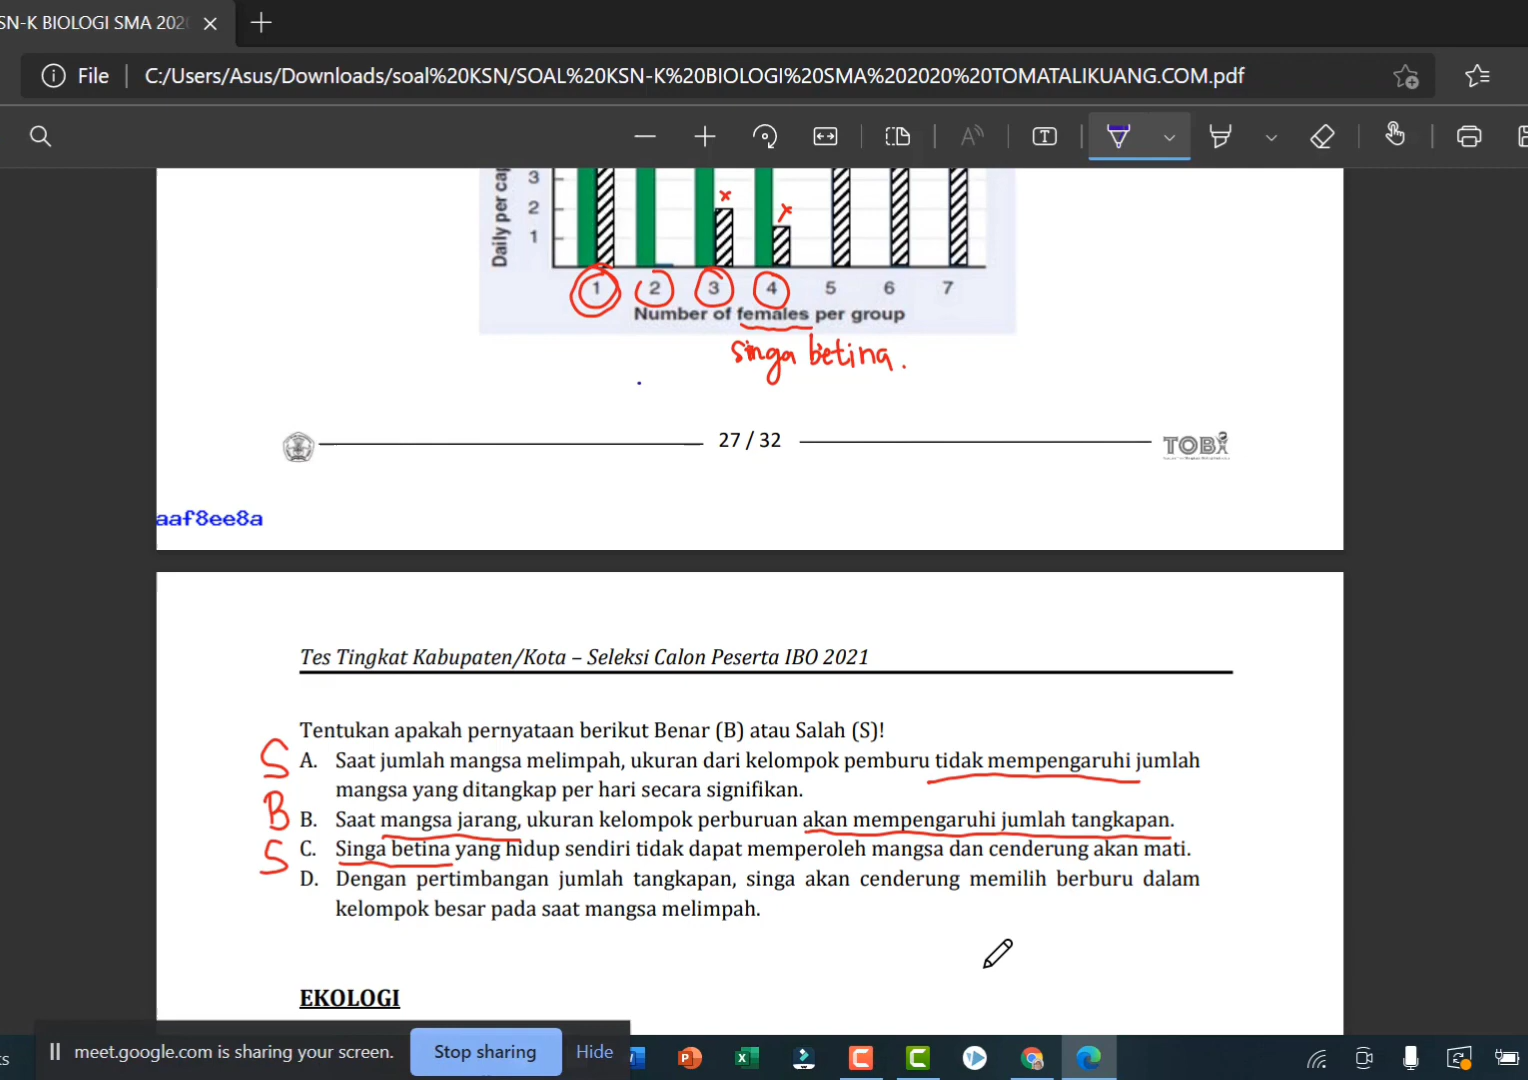 SN-K BIOLOGI SMA 202
File
C:/Users/Asus/Downloads/soal%20KSN/SOAL%20KSN-K%20BIOLOGI%20SMA%202020%20TOMATALIKUANG.COM.pdf
Daily per cap
3
2
1
1 2 3 4 5 6 7
Number of females per group
singa betina.
27 / 32
TOBI
aaf8ee8a
Tes Tingkat Kabupaten/Kota – Seleksi Calon Peserta IBO 2021
Tentukan apakah pernyataan berikut Benar (B) atau Salah (S)!
S A. Saat jumlah mangsa melimpah, ukuran dari kelompok pemburu tidak mempengaruhi jumlah
mangsa yang ditangkap per hari secara signifikan.
B B. Saat mangsa jarang, ukuran kelompok perburuan akan mempengaruhi jumlah tangkapan.
S C. Singa betina yang hidup sendiri tidak dapat memperoleh mangsa dan cenderung akan mati.
D. Dengan pertimbangan jumlah tangkapan, singa akan cenderung memilih berburu dalam
kelompok besar pada saat mangsa melimpah.
EKOLOGI
meet.google.com is sharing your screen.
Stop sharing
Hide